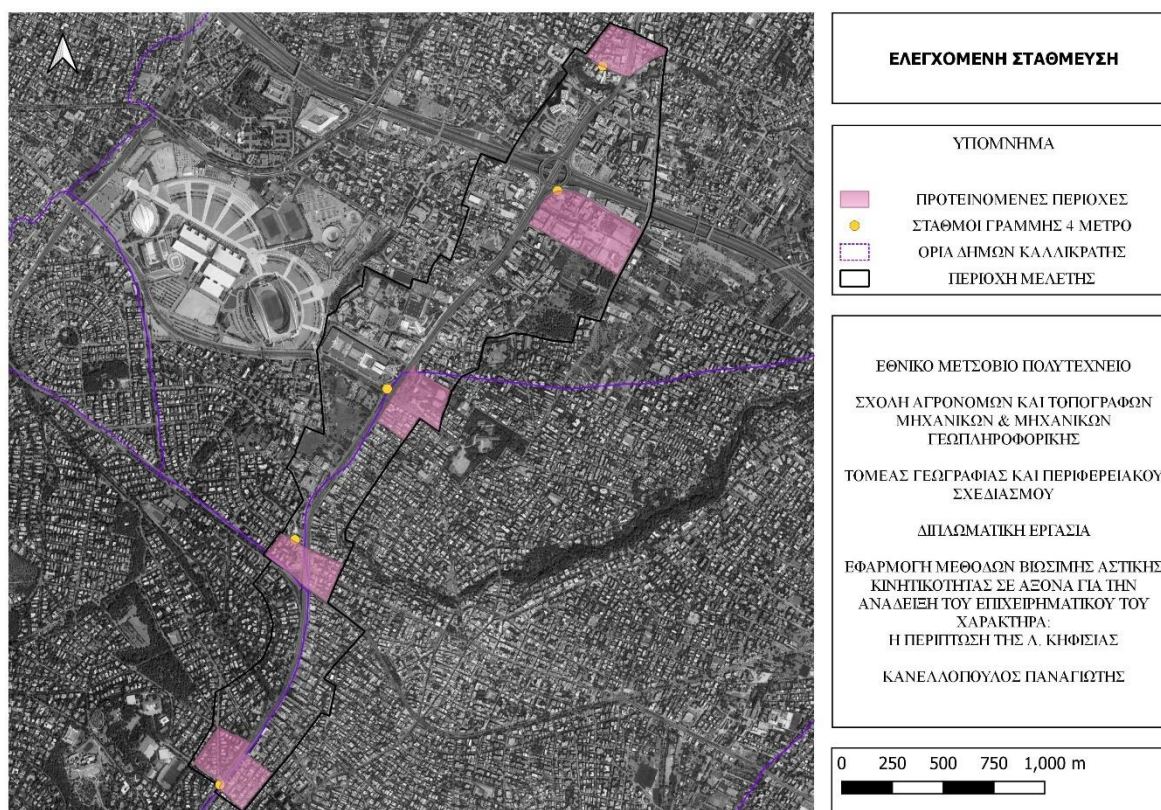 ΕΛΕΓΧΟΜΕΝΗ ΣΤΑΘΜΕΥΣΗ
ΥΠΟΜΝΗΜΑ
ΠΡΟΤΕΙΝΟΜΕΝΕΣ ΠΕΡΙΟΧΕΣ
ΣΤΑΘΜΟΙ ΓΡΑΜΜΗΣ 4 ΜΕΤΡΟ
ΟΡΙΑ ΔΗΜΩΝ ΚΑΛΛΙΚΡΑΤΗΣ
ΠΕΡΙΟΧΗ ΜΕΛΕΤΗΣ
ΕΘΝΙΚΟ ΜΕΤΣΟΒΙΟ ΠΟΛΥΤΕΧΝΕΙΟ
ΣΧΟΛΗ ΑΓΡΟΝΟΜΩΝ ΚΑΙ ΤΟΠΟΓΡΑΦΩΝ
ΜΗΧΑΝΙΚΩΝ & ΜΗΧΑΝΙΚΩΝ
ΓΕΩΠΛΗΡΟΦΟΡΙΚΗΣ
ΤΟΜΕΑΣ ΓΕΩΓΡΑΦΙΑΣ ΚΑΙ ΠΕΡΙΦΕΡΕΙΑΚΟΥ
ΣΧΕΔΙΑΣΜΟΥ
ΔΙΠΛΩΜΑΤΙΚΗ ΕΡΓΑΣΙΑ
ΕΦΑΡΜΟΓΗ ΜΕΘΟΔΩΝ ΒΙΩΣΙΜΗΣ ΑΣΤΙΚΗΣ
ΚΙΝΗΤΙΚΟΤΗΤΑΣ ΣΕ ΑΞΟΝΑ ΓΙΑ ΤΗΝ
ΑΝΑΔΕΙΞΗ ΤΟΥ ΕΠΙΧΕΙΡΗΜΑΤΙΚΟΥ ΤΟΥ
ΧΑΡΑΚΤΗΡΑ:
Η ΠΕΡΙΠΤΩΣΗ ΤΗΣ Λ. ΚΗΦΙΣΙΑΣ
ΚΑΝΕΛΛΟΠΟΥΛΟΣ ΠΑΝΑΓΙΩΤΗΣ
0 250 500 750 1,000 m